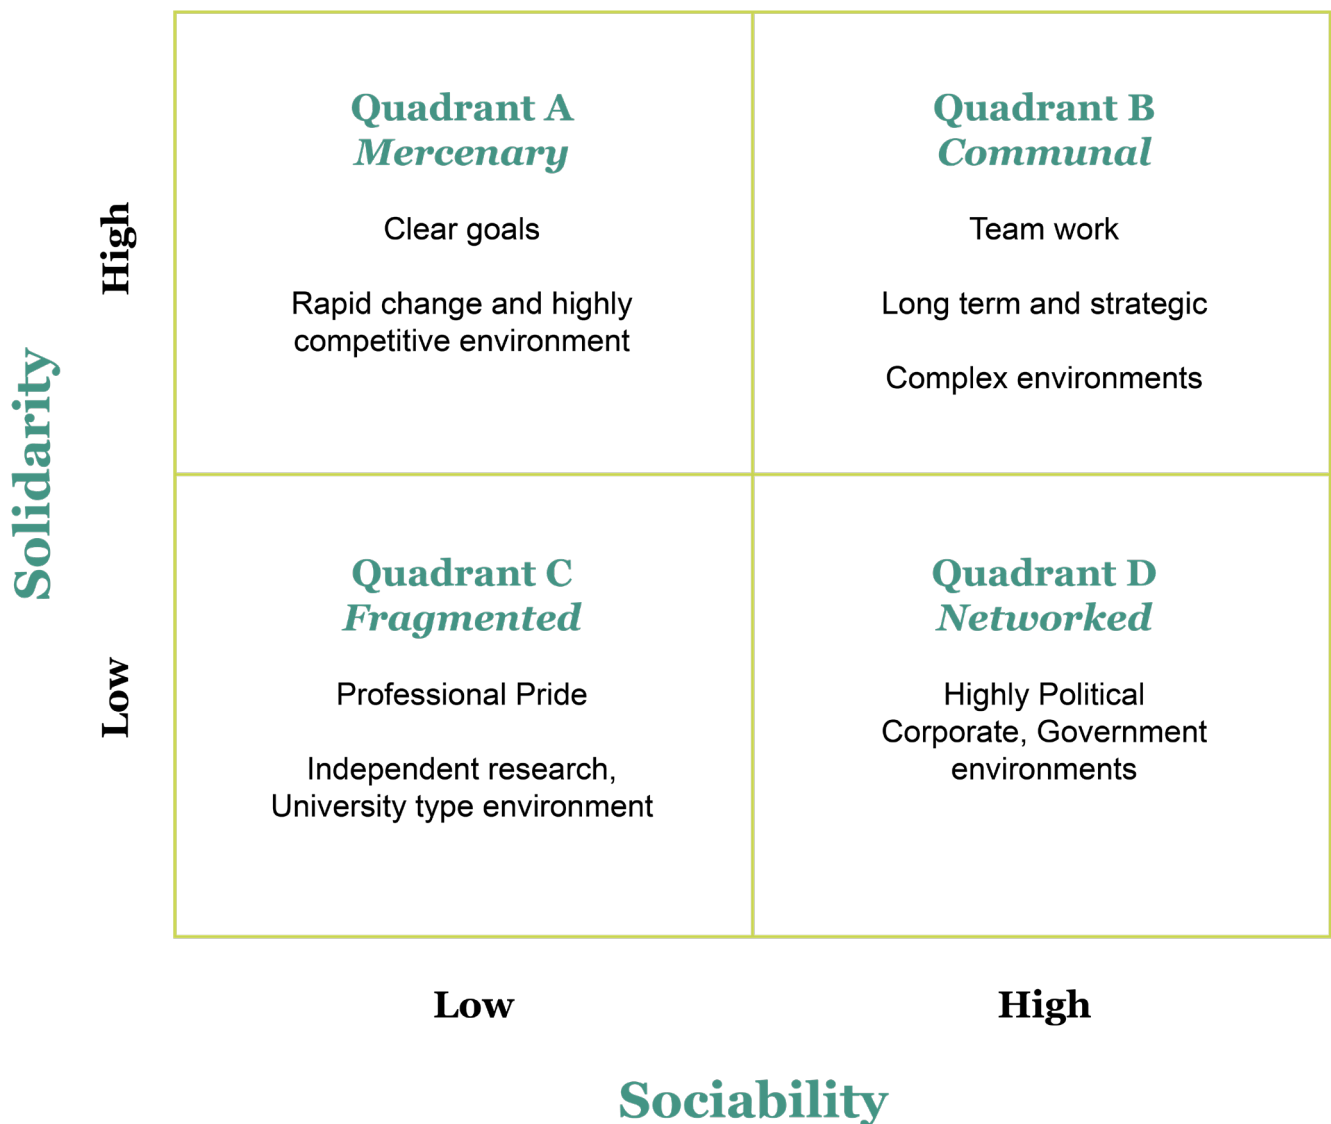 Solidarity
High
Low
Quadrant A
Mercenary
Clear goals
Rapid change and highly
competitive environment
Quadrant B
Communal
Team work
Long term and strategic
Complex environments
Quadrant C
Fragmented
Professional Pride
Independent research,
University type environment
Quadrant D
Networked
Highly Political
Corporate, Government
environments
Low
High
Sociability